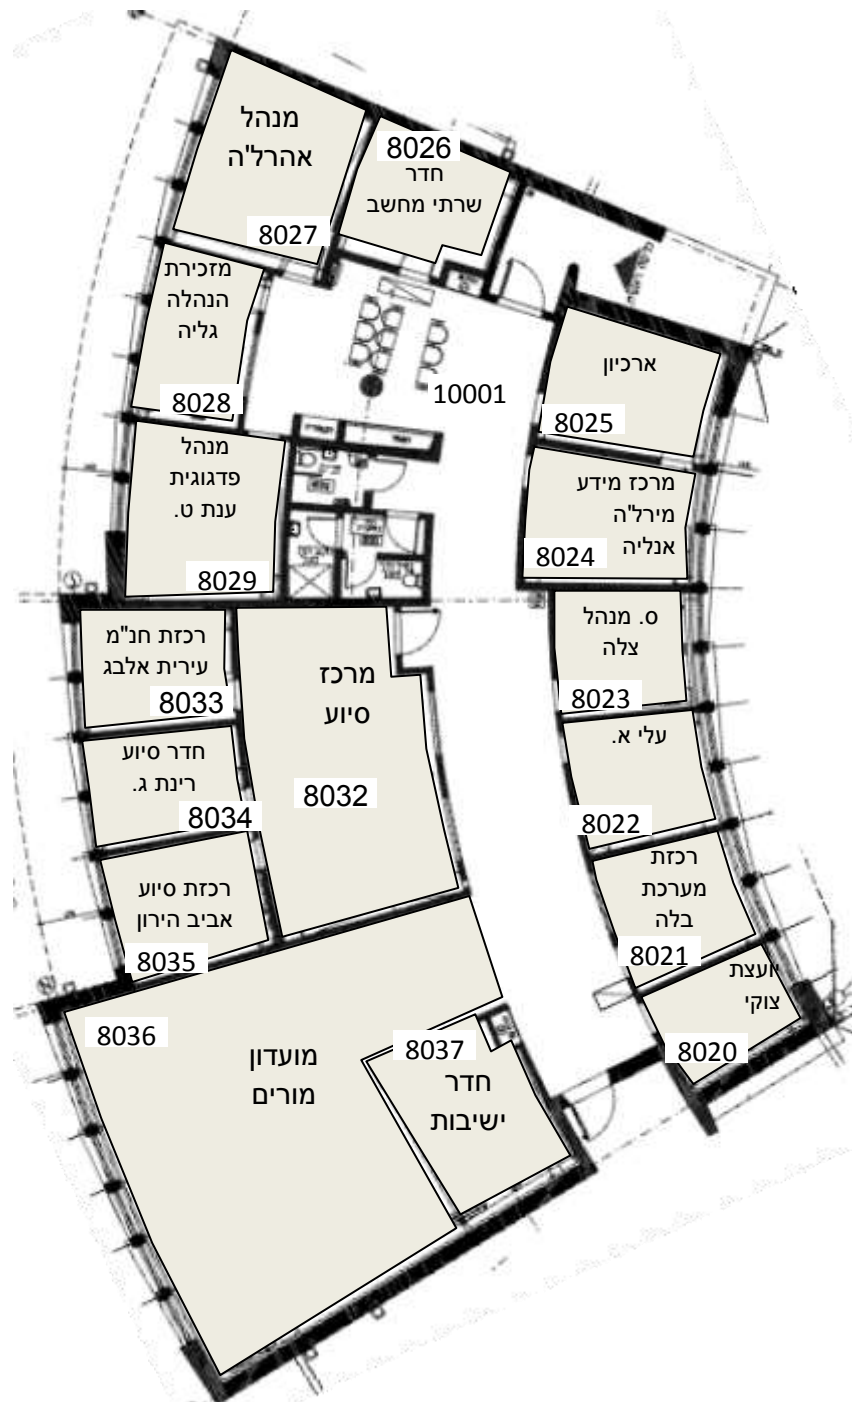 מנהל
אהרל'ה
8027
8026
חדר
שרתי מחשב
מזכירת
הנהלה
גליה
8028
10001
ארכיון
8025
מנהל
פדגוגית
ענת ט.
8029
מרכז מידע
מירל'ה
אנליה
8024
ס. מנהל
צלה
8023
רכזת חנ"מ
עירית אלבג
8033
מרכז
סיוע
8032
עלי א.
8022
חדר סיוע
רינת ג.
8034
רכזת
מערכת
בלה
8021
רכזת סיוע
אביב הירון
8035
יועצת
צוקי
8020
8036
מועדון
מורים
8037
חדר
ישיבות